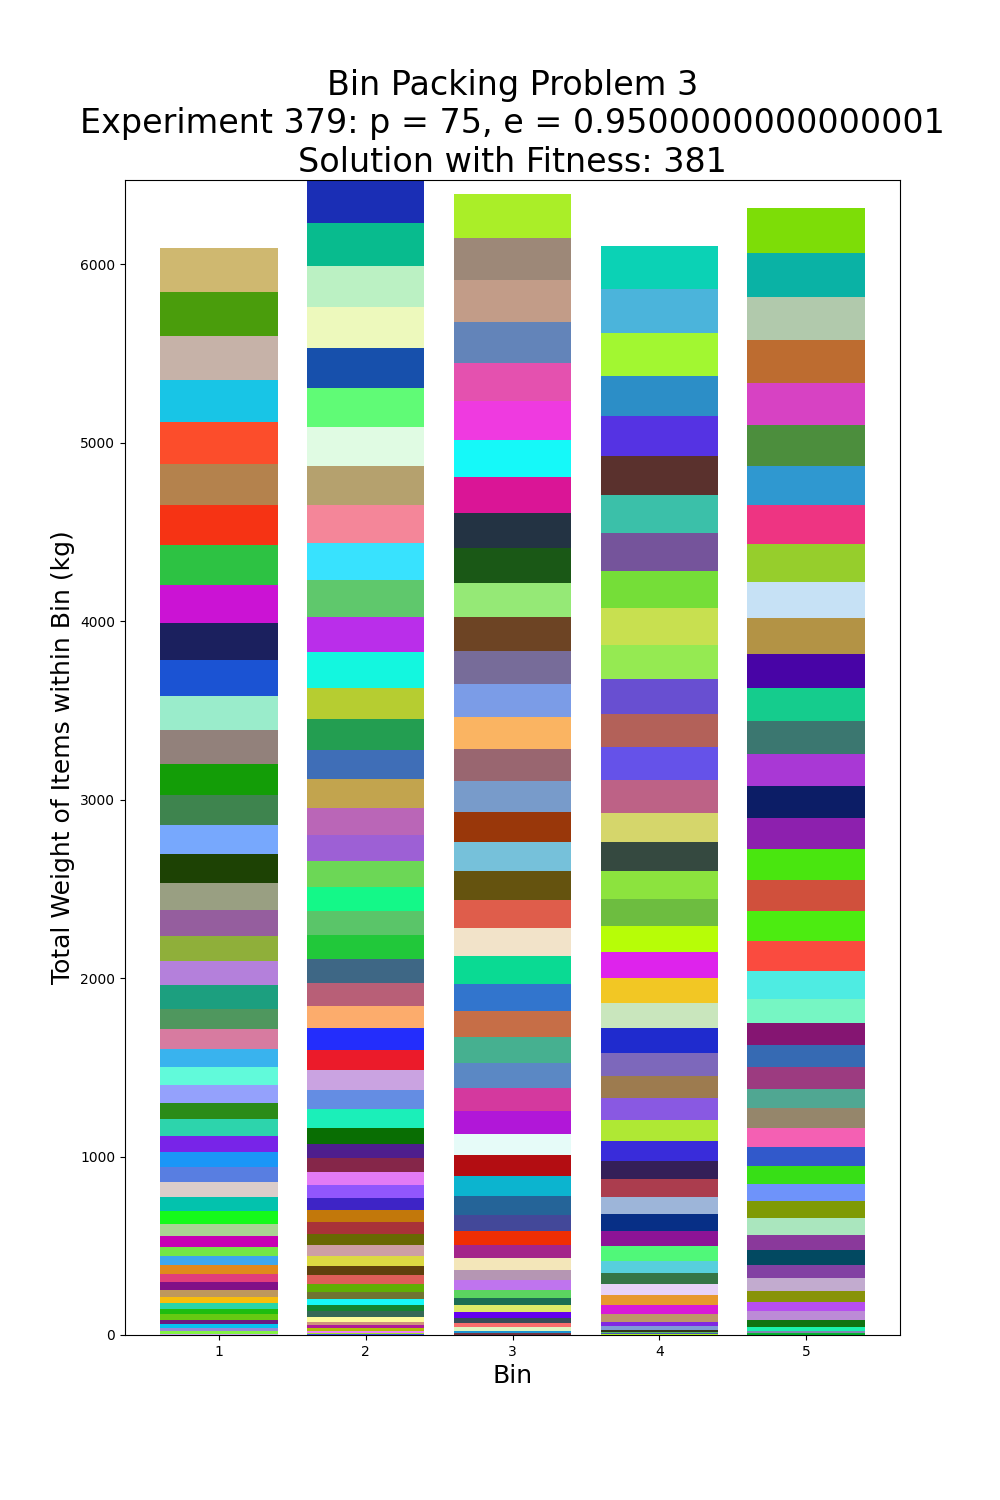 Bin Packing Problem 3
Experiment 379: p = 75, e = 0.9500000000000001
Solution with Fitness: 381
Total Weight of Items within Bin (kg)
6000
5000
4000
3000
2000
1000
0
1 2 3 4 5
Bin